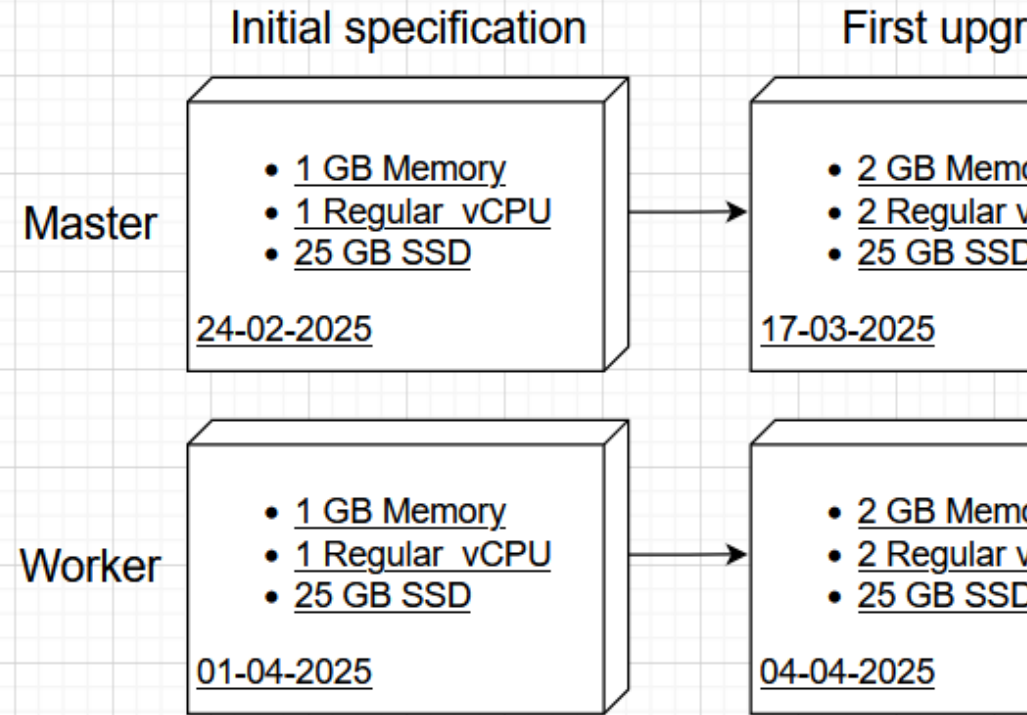 Initial specification
First upgr
Master
• 1 GB Memory
• 1 Regular  vCPU
• 25 GB SSD
24-02-2025
• 2 GB Memo
• 2 Regular v
• 25 GB SSD
17-03-2025
Worker
• 1 GB Memory
• 1 Regular  vCPU
• 25 GB SSD
01-04-2025
• 2 GB Memo
• 2 Regular v
• 25 GB SSD
04-04-2025